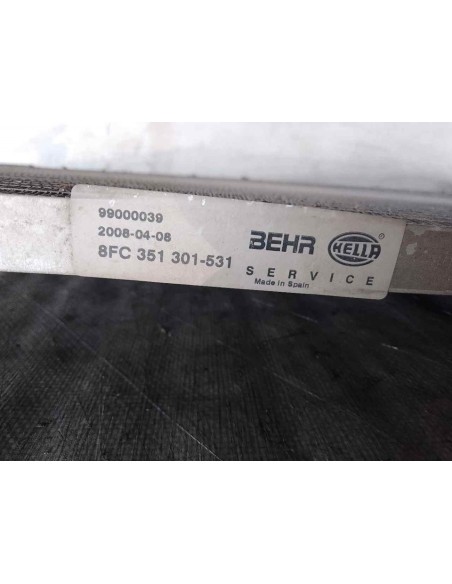 99000039
2008-04-08
8FC 351 301-531
BEHR HELLA
SERVICE
Made in Spain